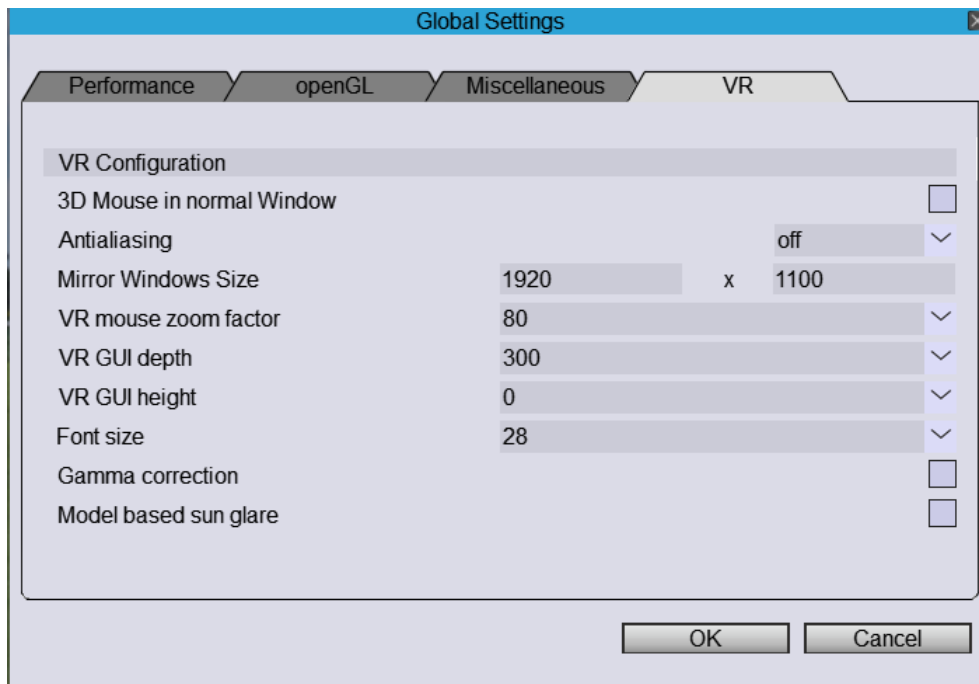 Global Settings
Performance openGL Miscellaneous VR
VR Configuration
3D Mouse in normal Window
Antialiasing off
Mirror Windows Size 1920 x 1100
VR mouse zoom factor 80
VR GUI depth 300
VR GUI height 0
Font size 28
Gamma correction
Model based sun glare
OK Cancel